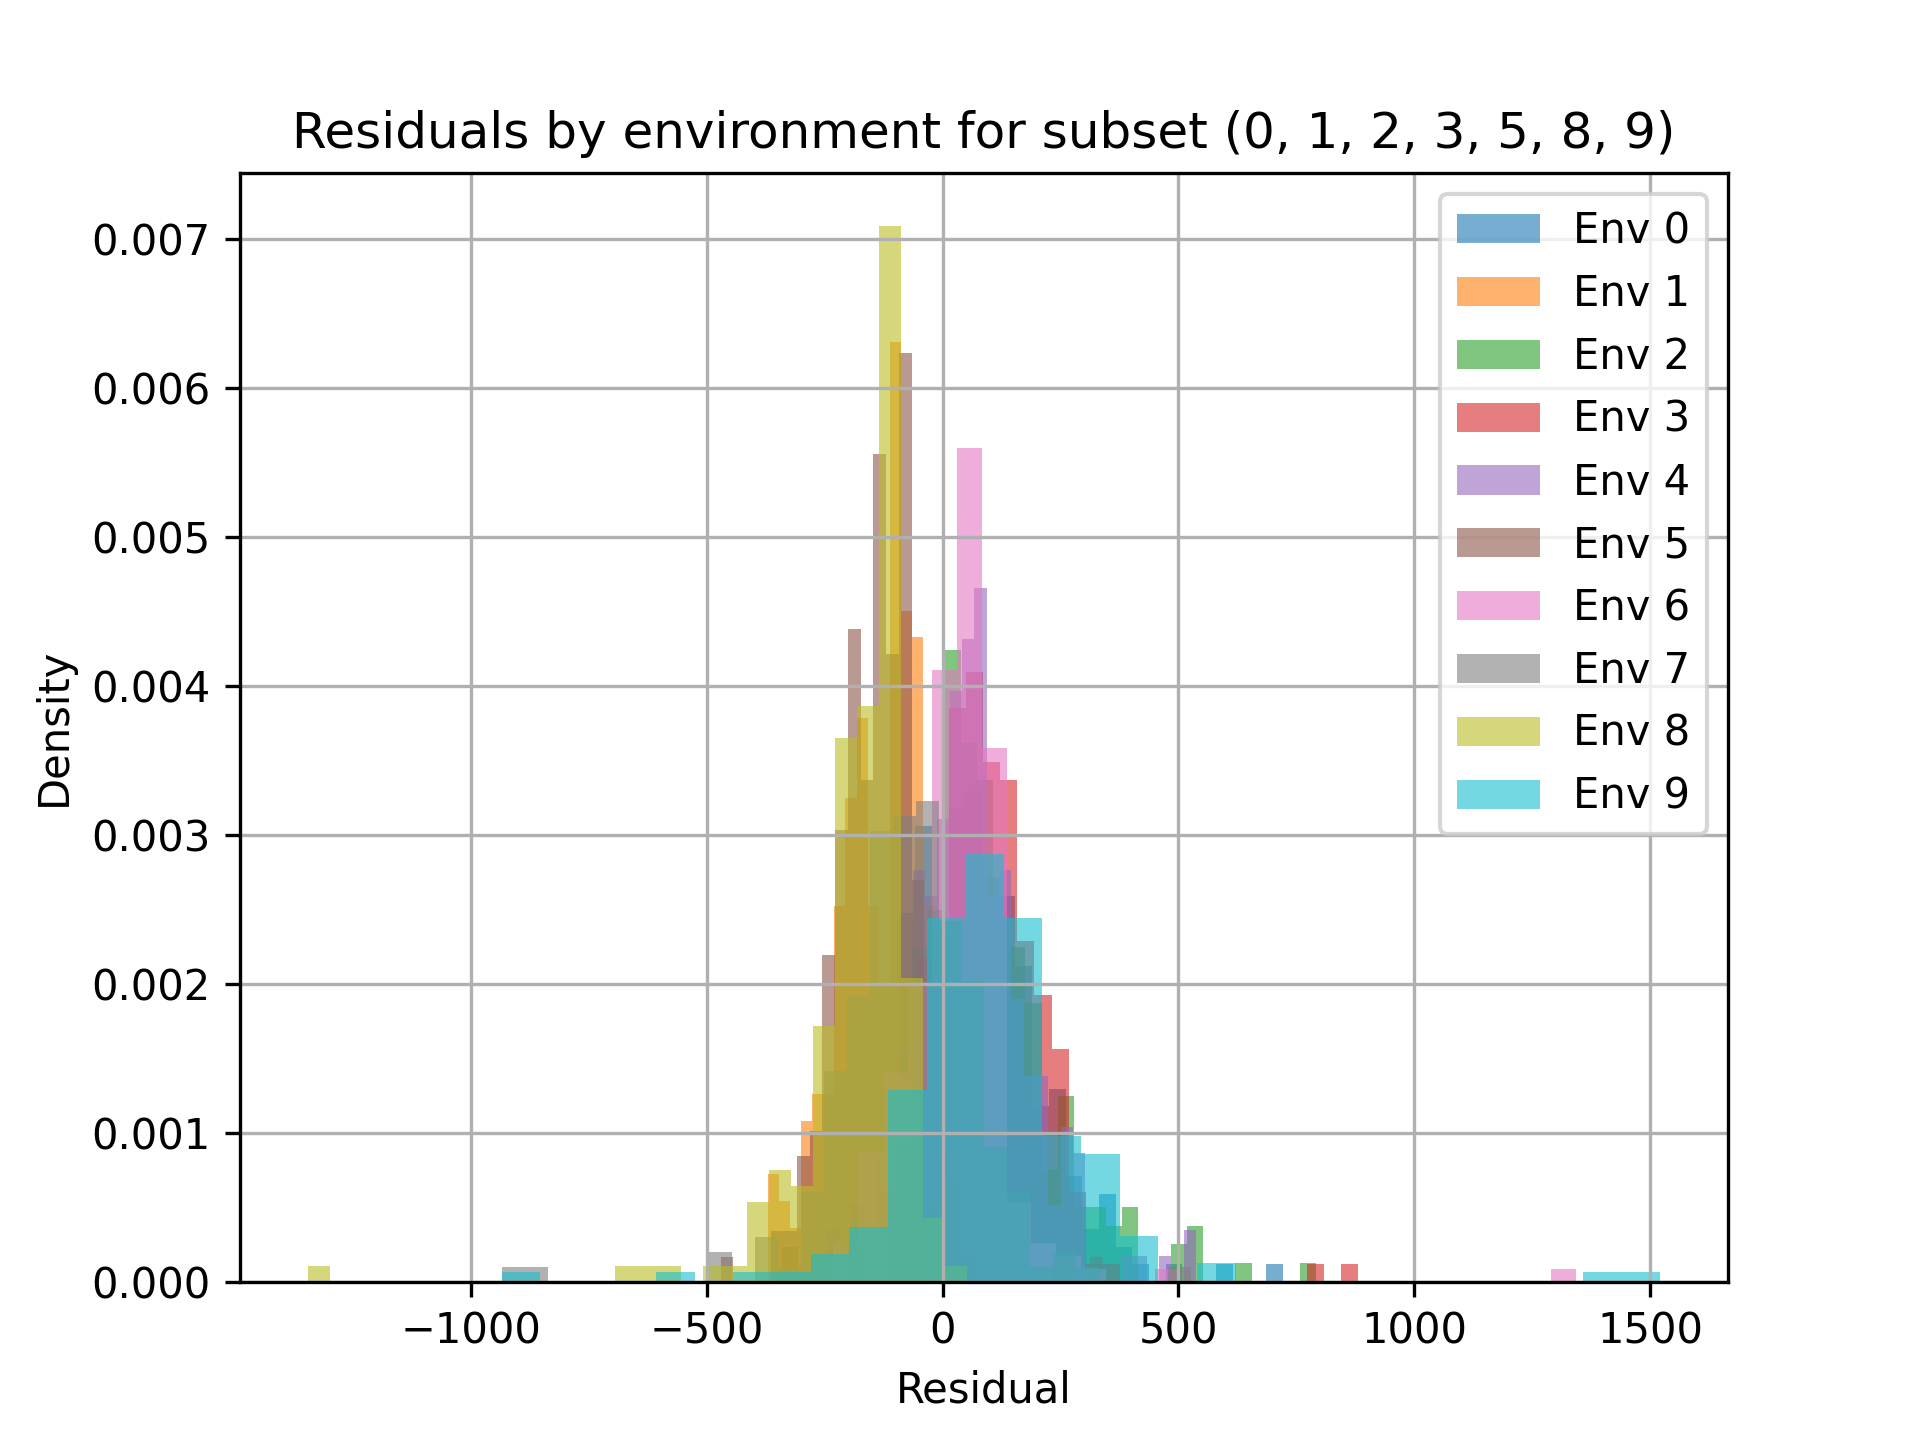 Residuals by environment for subset (0, 1, 2, 3, 5, 8, 9)
0.007
0.006
0.005
0.004
0.003
0.002
0.001
0.000
Density
Env 0
Env 1
Env 2
Env 3
Env 4
Env 5
Env 6
Env 7
Env 8
Env 9
−1000
−500
0
500
1000
1500
Residual